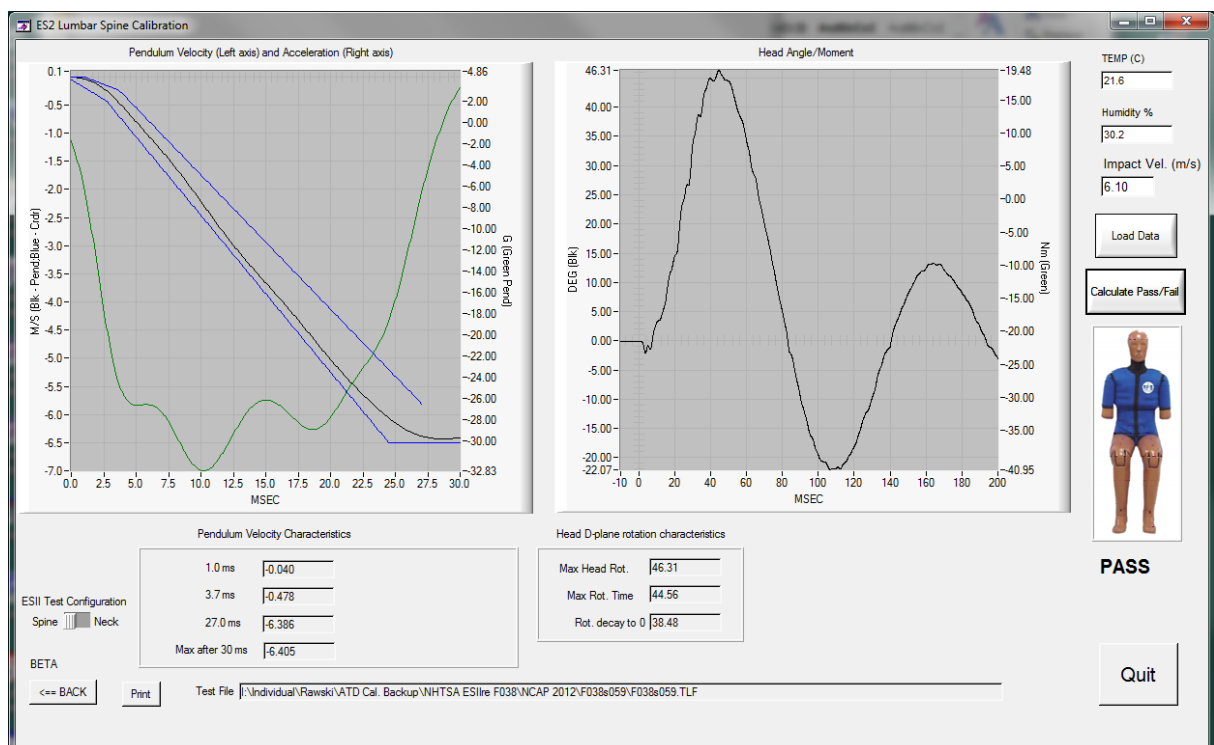 ES2 Lumbar Spine Calibration
Pendulum Velocity (Left axis) and Acceleration (Right axis)
M/S (Blk - Pend;Blue - Crdr)
0.1
-0.5
-1.0
-1.5
-2.0
-2.5
-3.0
-3.5
-4.0
-4.5
-5.0
-5.5
-6.0
-6.5
-7.0
0.0 2.5 5.0 7.5 10.0 12.5 15.0 17.5 20.0 22.5 25.0 27.5 30.0
MSEC
4.86
2.00
-0.00
-2.00
-4.00
-6.00
-8.00
-10.00
-12.00
-14.00
-16.00
-18.00
-20.00
-22.00
-24.00
-26.00
-28.00
-30.00
-32.83
G (Green Pend)
Head Angle/Moment
DEG (Blk)
46.31
40.00
35.00
30.00
25.00
20.00
15.00
10.00
5.00
0.00
-5.00
-10.00
-15.00
-20.00
-22.07
-10 0 20 40 60 80 100 120 140 160 180 200
MSEC
19.48
15.00
10.00
5.00
0.00
-5.00
-10.00
-15.00
-20.00
-25.00
-30.00
-35.00
-40.95
Nm (Green)
TEMP (C)
21.6
Humidity %
30.2
Impact Vel. (m/s)
6.10
Load Data
Calculate Pass/Fail
PASS
Quit
Pendulum Velocity Characteristics
1.0 ms -0.040
3.7 ms -0.478
27.0 ms -6.386
Max after 30 ms -6.405
Head D-plane rotation characteristics
Max Head Rot. 46.31
Max Rot. Time 44.56
Rot. decay to 0 38.48
ESII Test Configuration
Spine Neck
BETA
<== BACK
Print
Test File I:\Individual\Rawski\ATD Cal. Backup\NHTSA ESIIre F038\NCAP 2012\F038s059\F038s059.TLF